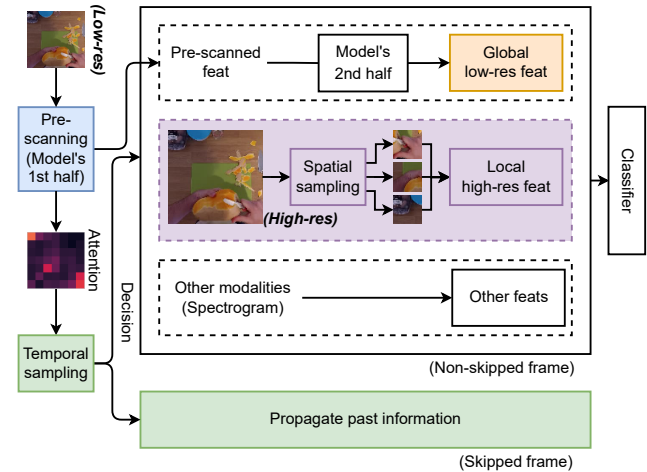 (Low-res)
Pre-
scanning
(Model's
1st half)
Attention
Temporal
sampling
Decision
Pre-scanned
feat
Model's
2nd half
Global
low-res feat
(High-res)
Spatial
sampling
Local
high-res feat
Other modalities
(Spectrogram)
Other feats
(Non-skipped frame)
Classifier
Propagate past information
(Skipped frame)